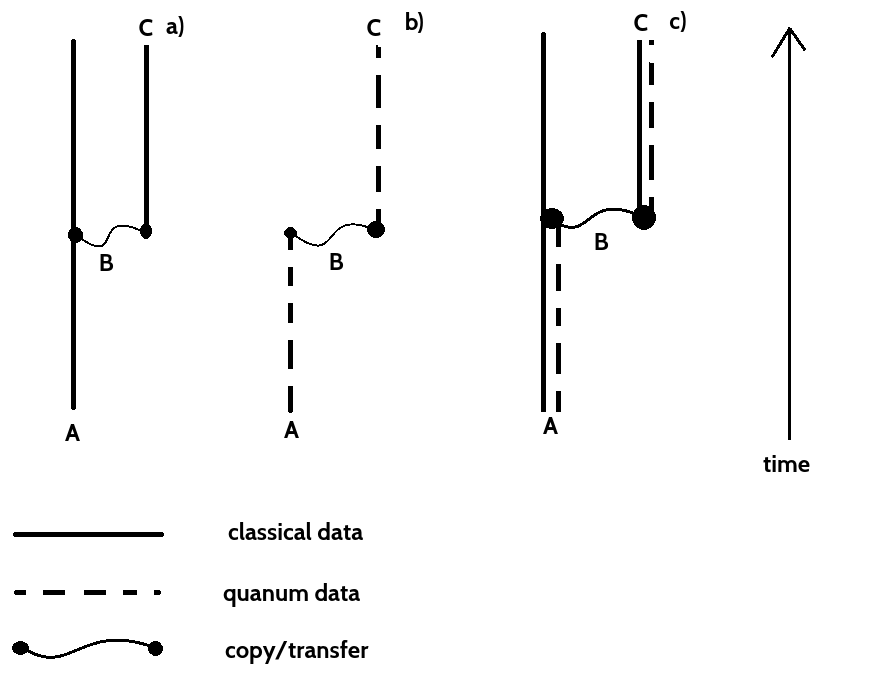 C a)
C b)
C c)
B
B
B
A
A
A
time
classical data
quanum data
copy/transfer